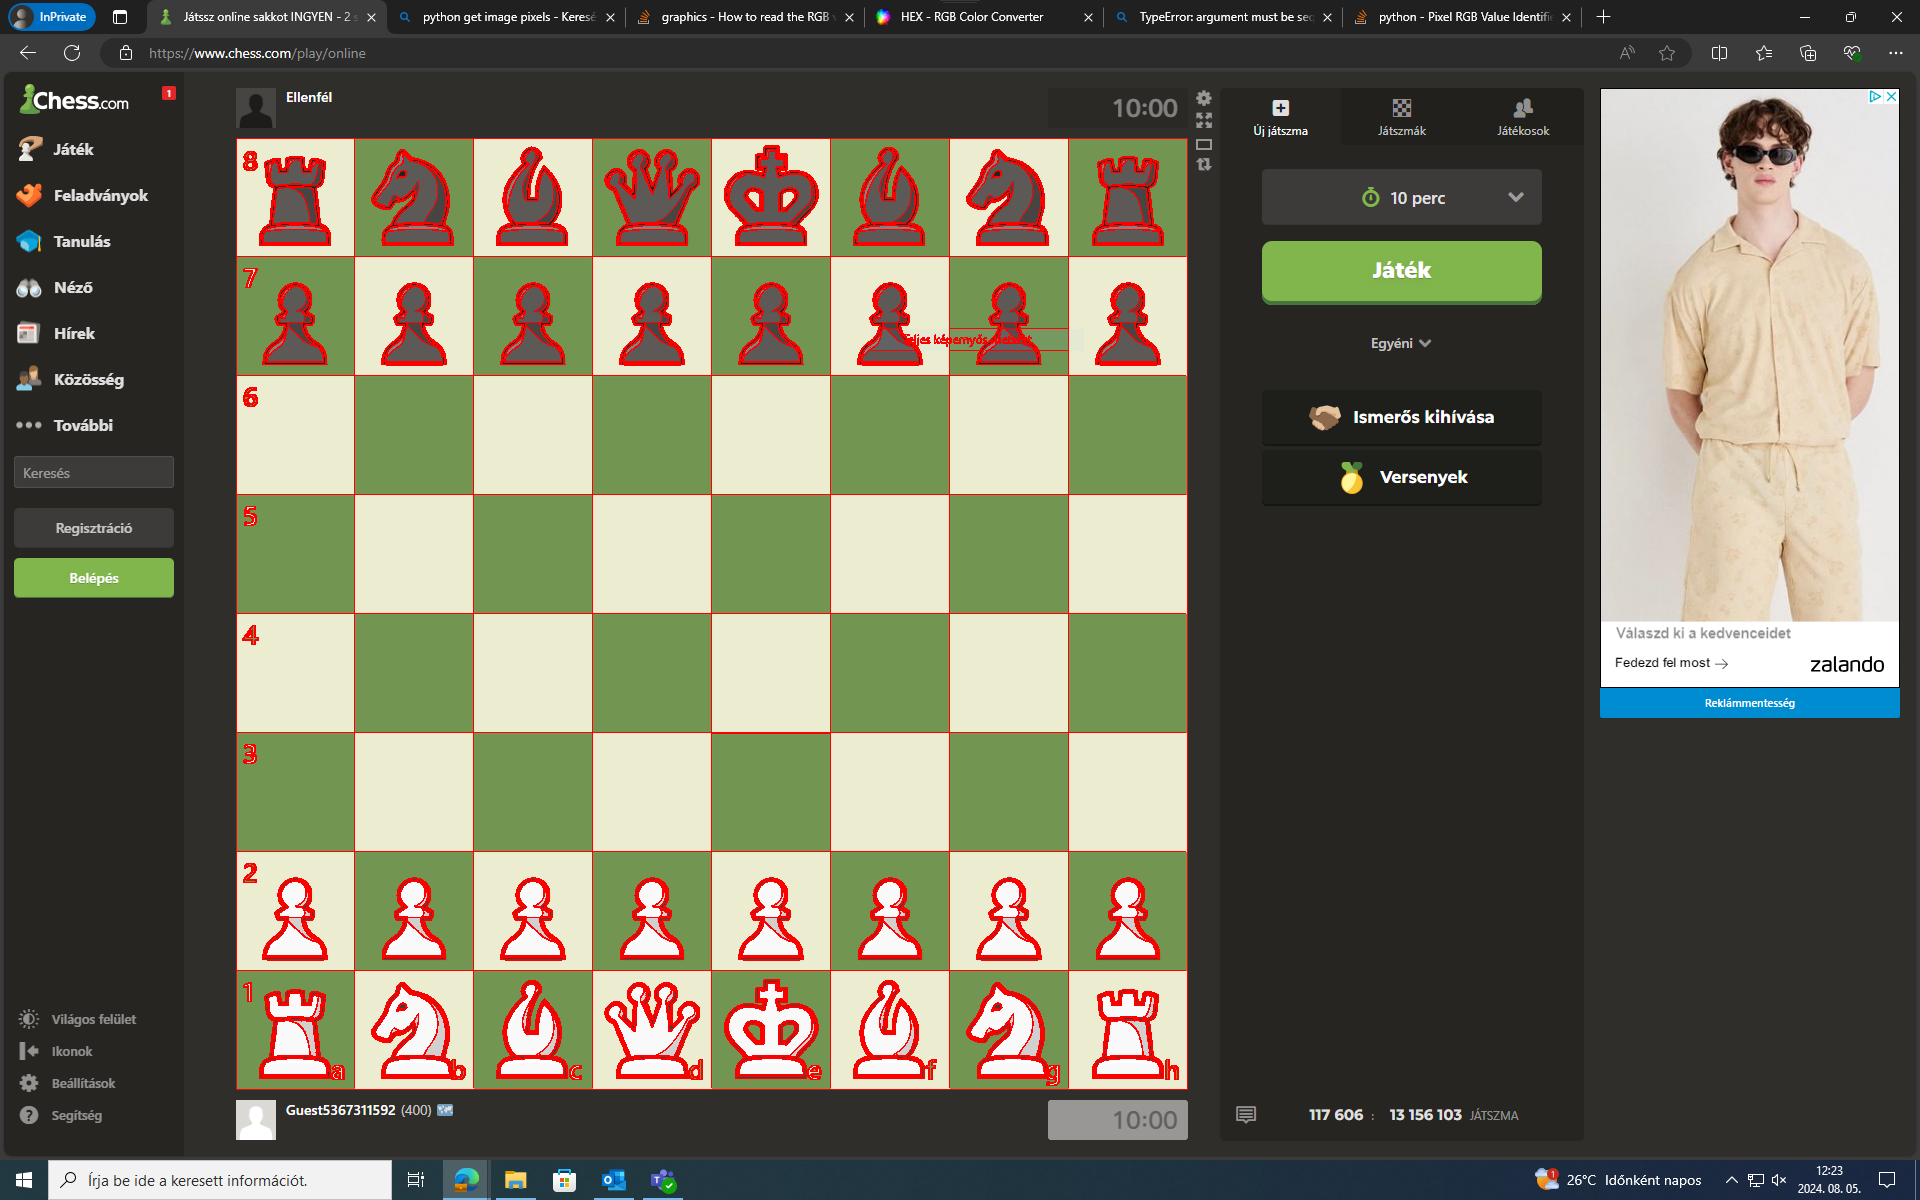 InPrivate
Játssz online sakkot INGYEN - 2 s
python get image pixels - Keresé
graphics - How to read the RGB v
HEX - RGB Color Converter
TypeError: argument must be seq
python - Pixel RGB Value Identific
https://www.chess.com/play/online
Chess.com
1
Játék
Feladványok
Tanulás
Néző
Hírek
Közösség
További
Keresés
Regisztráció
Belépés
Világos felület
Ikonok
Beállítások
Segítség
Ellenfél
10:00
8
7
6
5
4
3
2
1
a b c d e f g h
Guest5367311592 (400)
10:00
Új játszma
Játszmák
Játékosok
10 perc
Játék
Egyéni
Ismerős kihívása
Versenyek
117 606 : 13 156 103 JÁTSZMA
Válaszd ki a kedvenceidet
Fedezd fel most →
zalando
Reklámmentesség
Írja be ide a keresett információt.
1
26°C Időnként napos
12:23
2024. 08. 05.